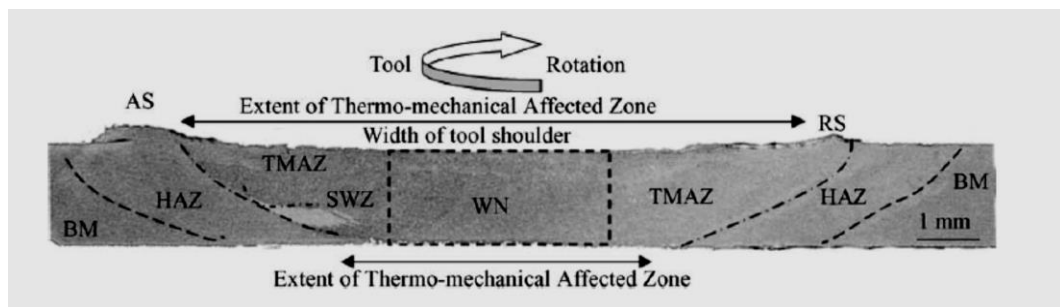 Tool Rotation
AS
Extent of Thermo-mechanical Affected Zone
Width of tool shoulder
RS
TMAZ
SWZ
HAZ
BM
WN
TMAZ
HAZ
BM
1 mm
Extent of Thermo-mechanical Affected Zone